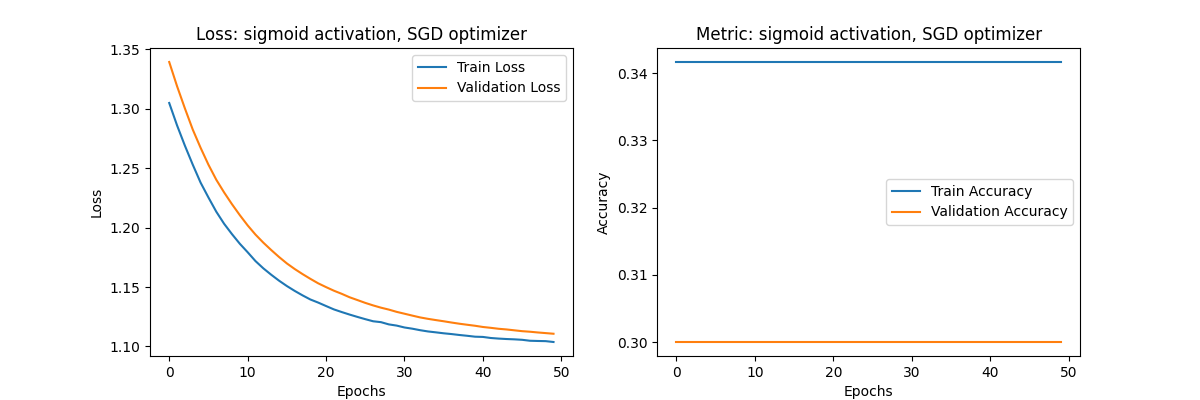 Loss: sigmoid activation, SGD optimizer
1.35
1.30
1.25
1.20
1.15
1.10
Loss
Train Loss
Validation Loss
0 10 20 30 40 50
Epochs
Metric: sigmoid activation, SGD optimizer
0.34
0.33
0.32
0.31
0.30
Accuracy
Train Accuracy
Validation Accuracy
0 10 20 30 40 50
Epochs